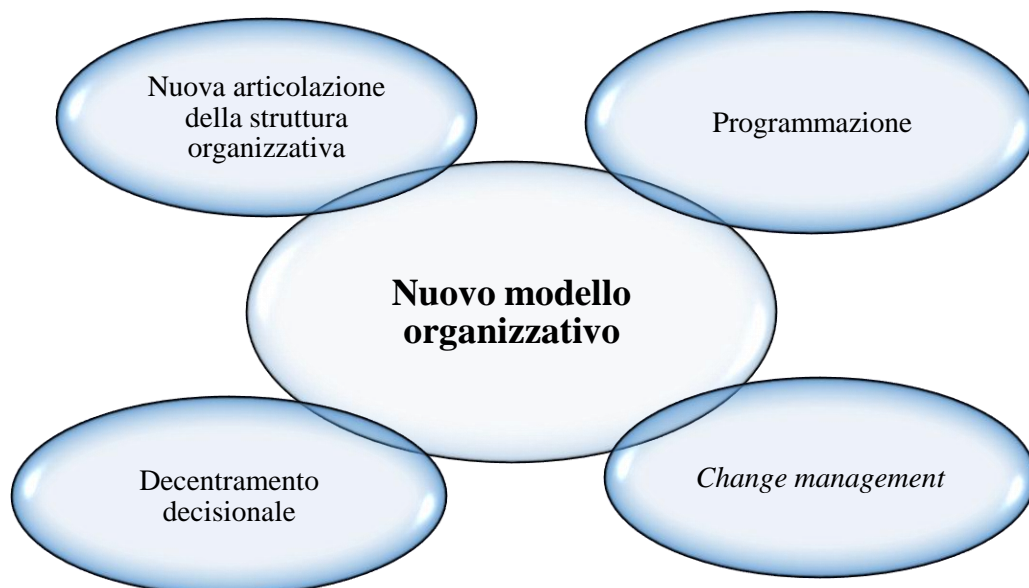 Nuova articolazione
della struttura
organizzativa
Programmazione
Nuovo modello
organizzativo
Decentramento
decisionale
Change management